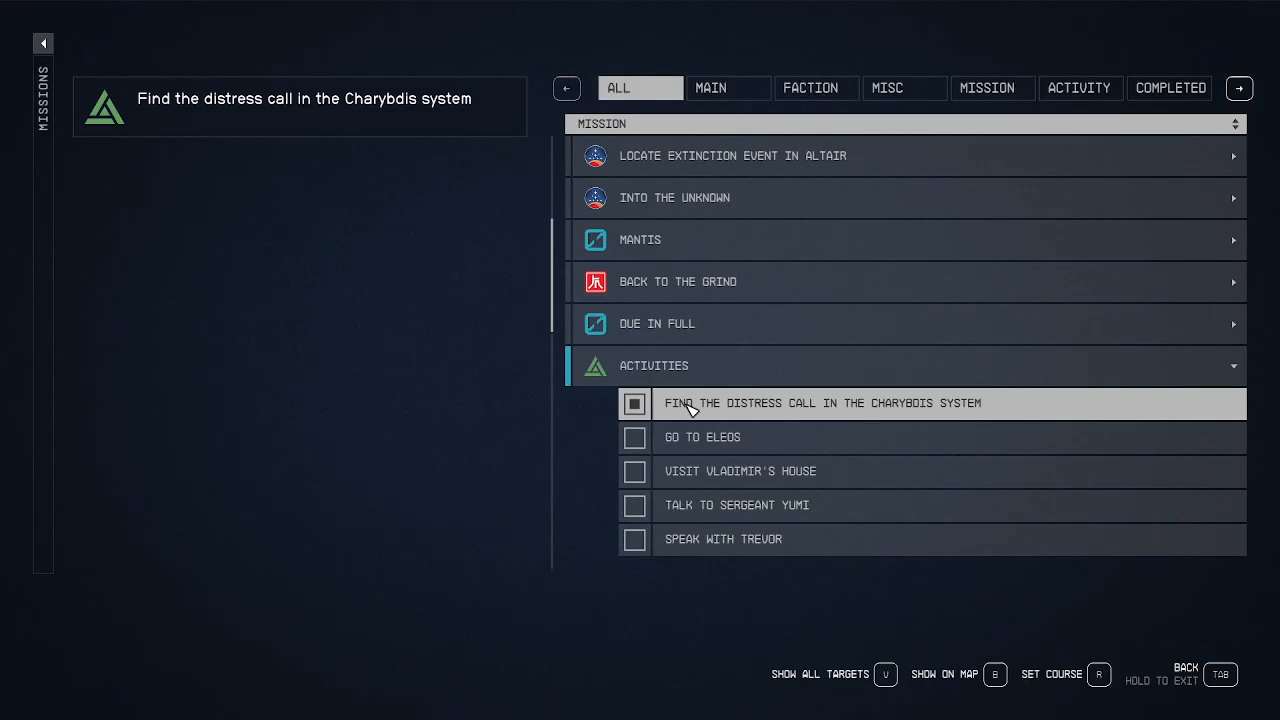 MISSIONS
Find the distress call in the Charybdis system
ALL
MAIN
FACTION
MISC
MISSION
ACTIVITY
COMPLETED
MISSION
LOCATE EXTINCTION EVENT IN ALTAIR
INTO THE UNKNOWN
MANTIS
BACK TO THE GRIND
DUE IN FULL
ACTIVITIES
FIND THE DISTRESS CALL IN THE CHARYBDIS SYSTEM
GO TO ELEOS
VISIT VLADIMIR'S HOUSE
TALK TO SERGEANT YUMI
SPEAK WITH TREVOR
SHOW ALL TARGETS V
SHOW ON MAP B
SET COURSE R
BACK
HOLD TO EXIT TAB